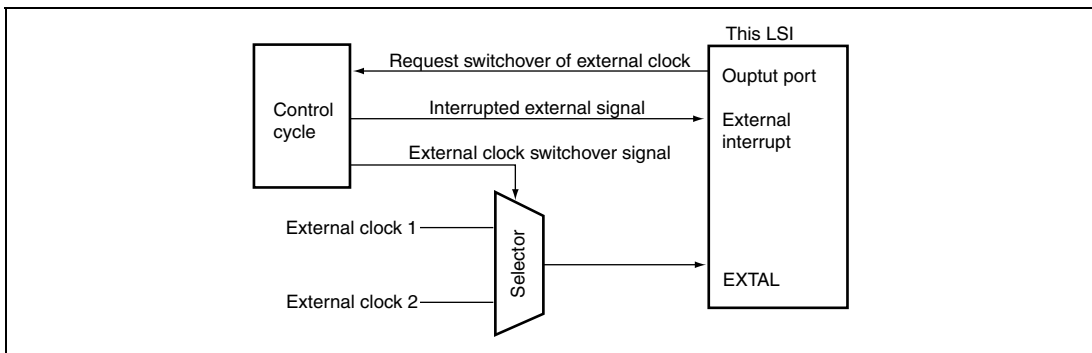 This LSI
Request switchover of external clock
Ouptut port
Control
cycle
Interrupted external signal
External
interrupt
External clock switchover signal
External clock 1
Selector
External clock 2
EXTAL